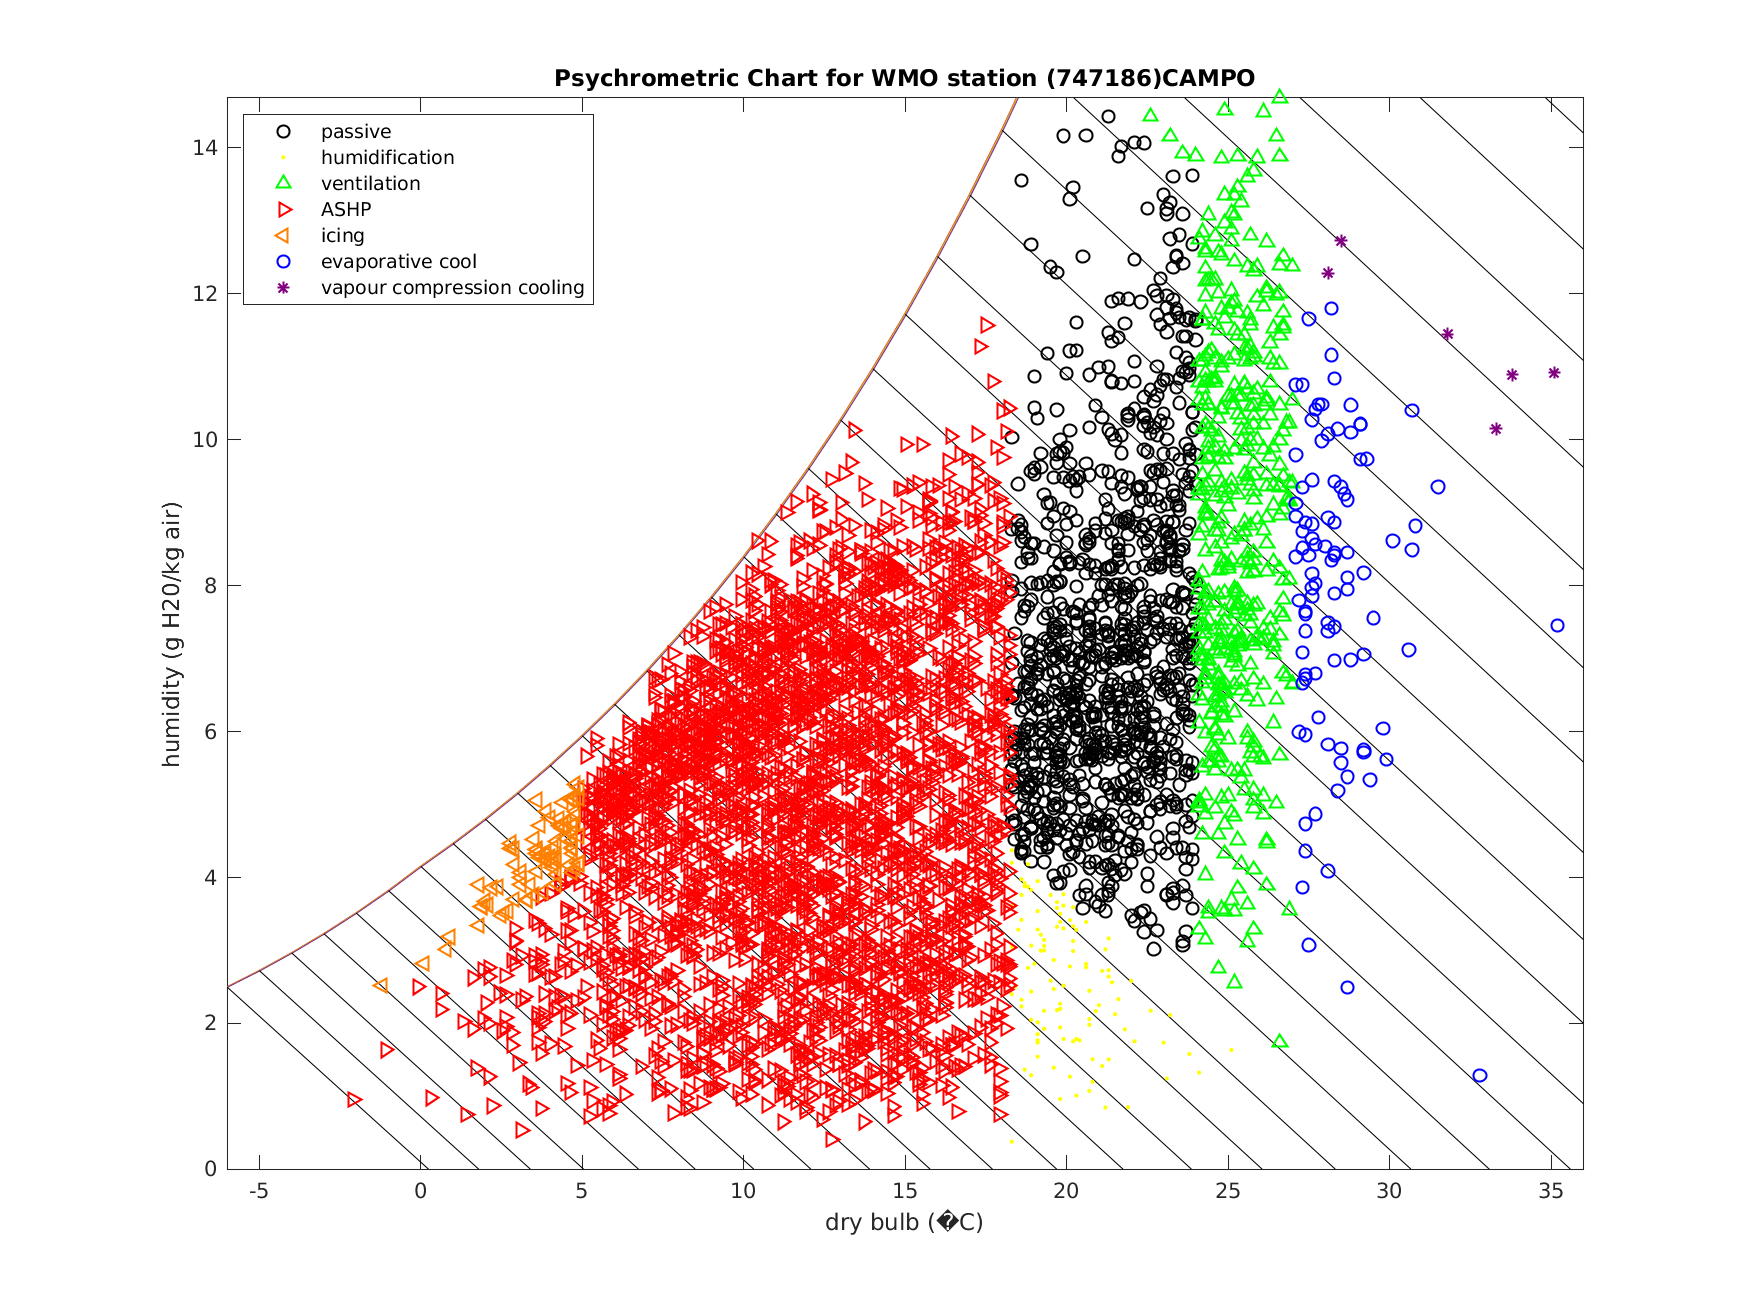 Psychrometric Chart for WMO station (747186)CAMPO
passive
humidification
ventilation
ASHP
icing
evaporative cool
vapour compression cooling
humidity (g H20/kg air)
14
12
10
8
6
4
2
0
-5 0 5 10 15 20 25 30 35
dry bulb (�C)